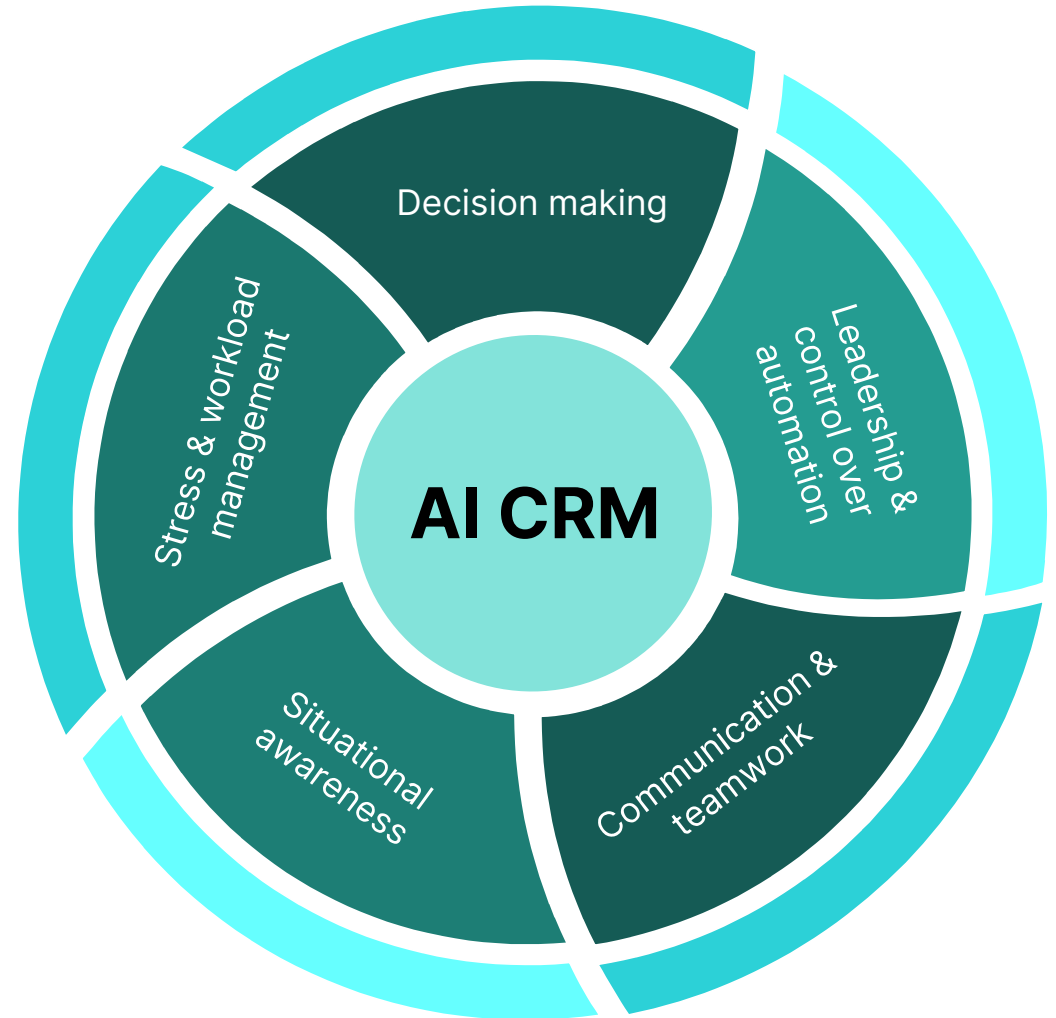 Decision making
Leadership &
control over
automation
Communication &
teamwork
Situational
awareness
Stress & workload
management
AI CRM